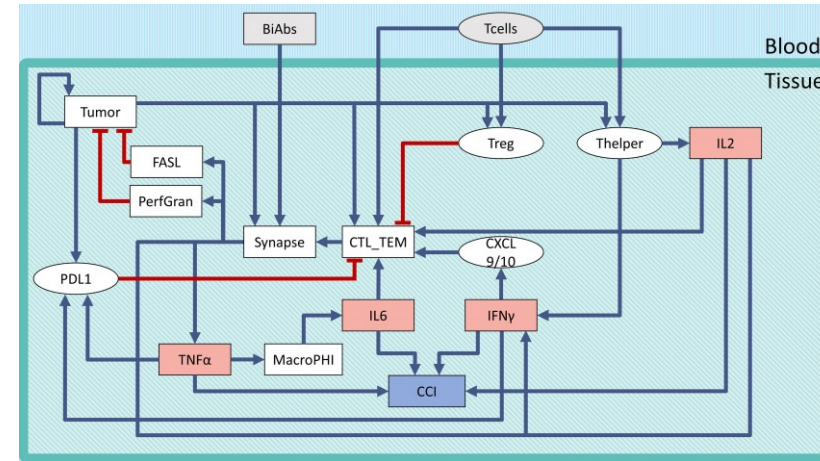 BiAbs
Tcells
Blood
Tissue
Tumor
FASL
Treg
Thelper
IL2
PerfGran
Synapse
CTL_TEM
CXCL
9/10
PDL1
IL6
IFNγ
TNFα
MacroPHI
CCI